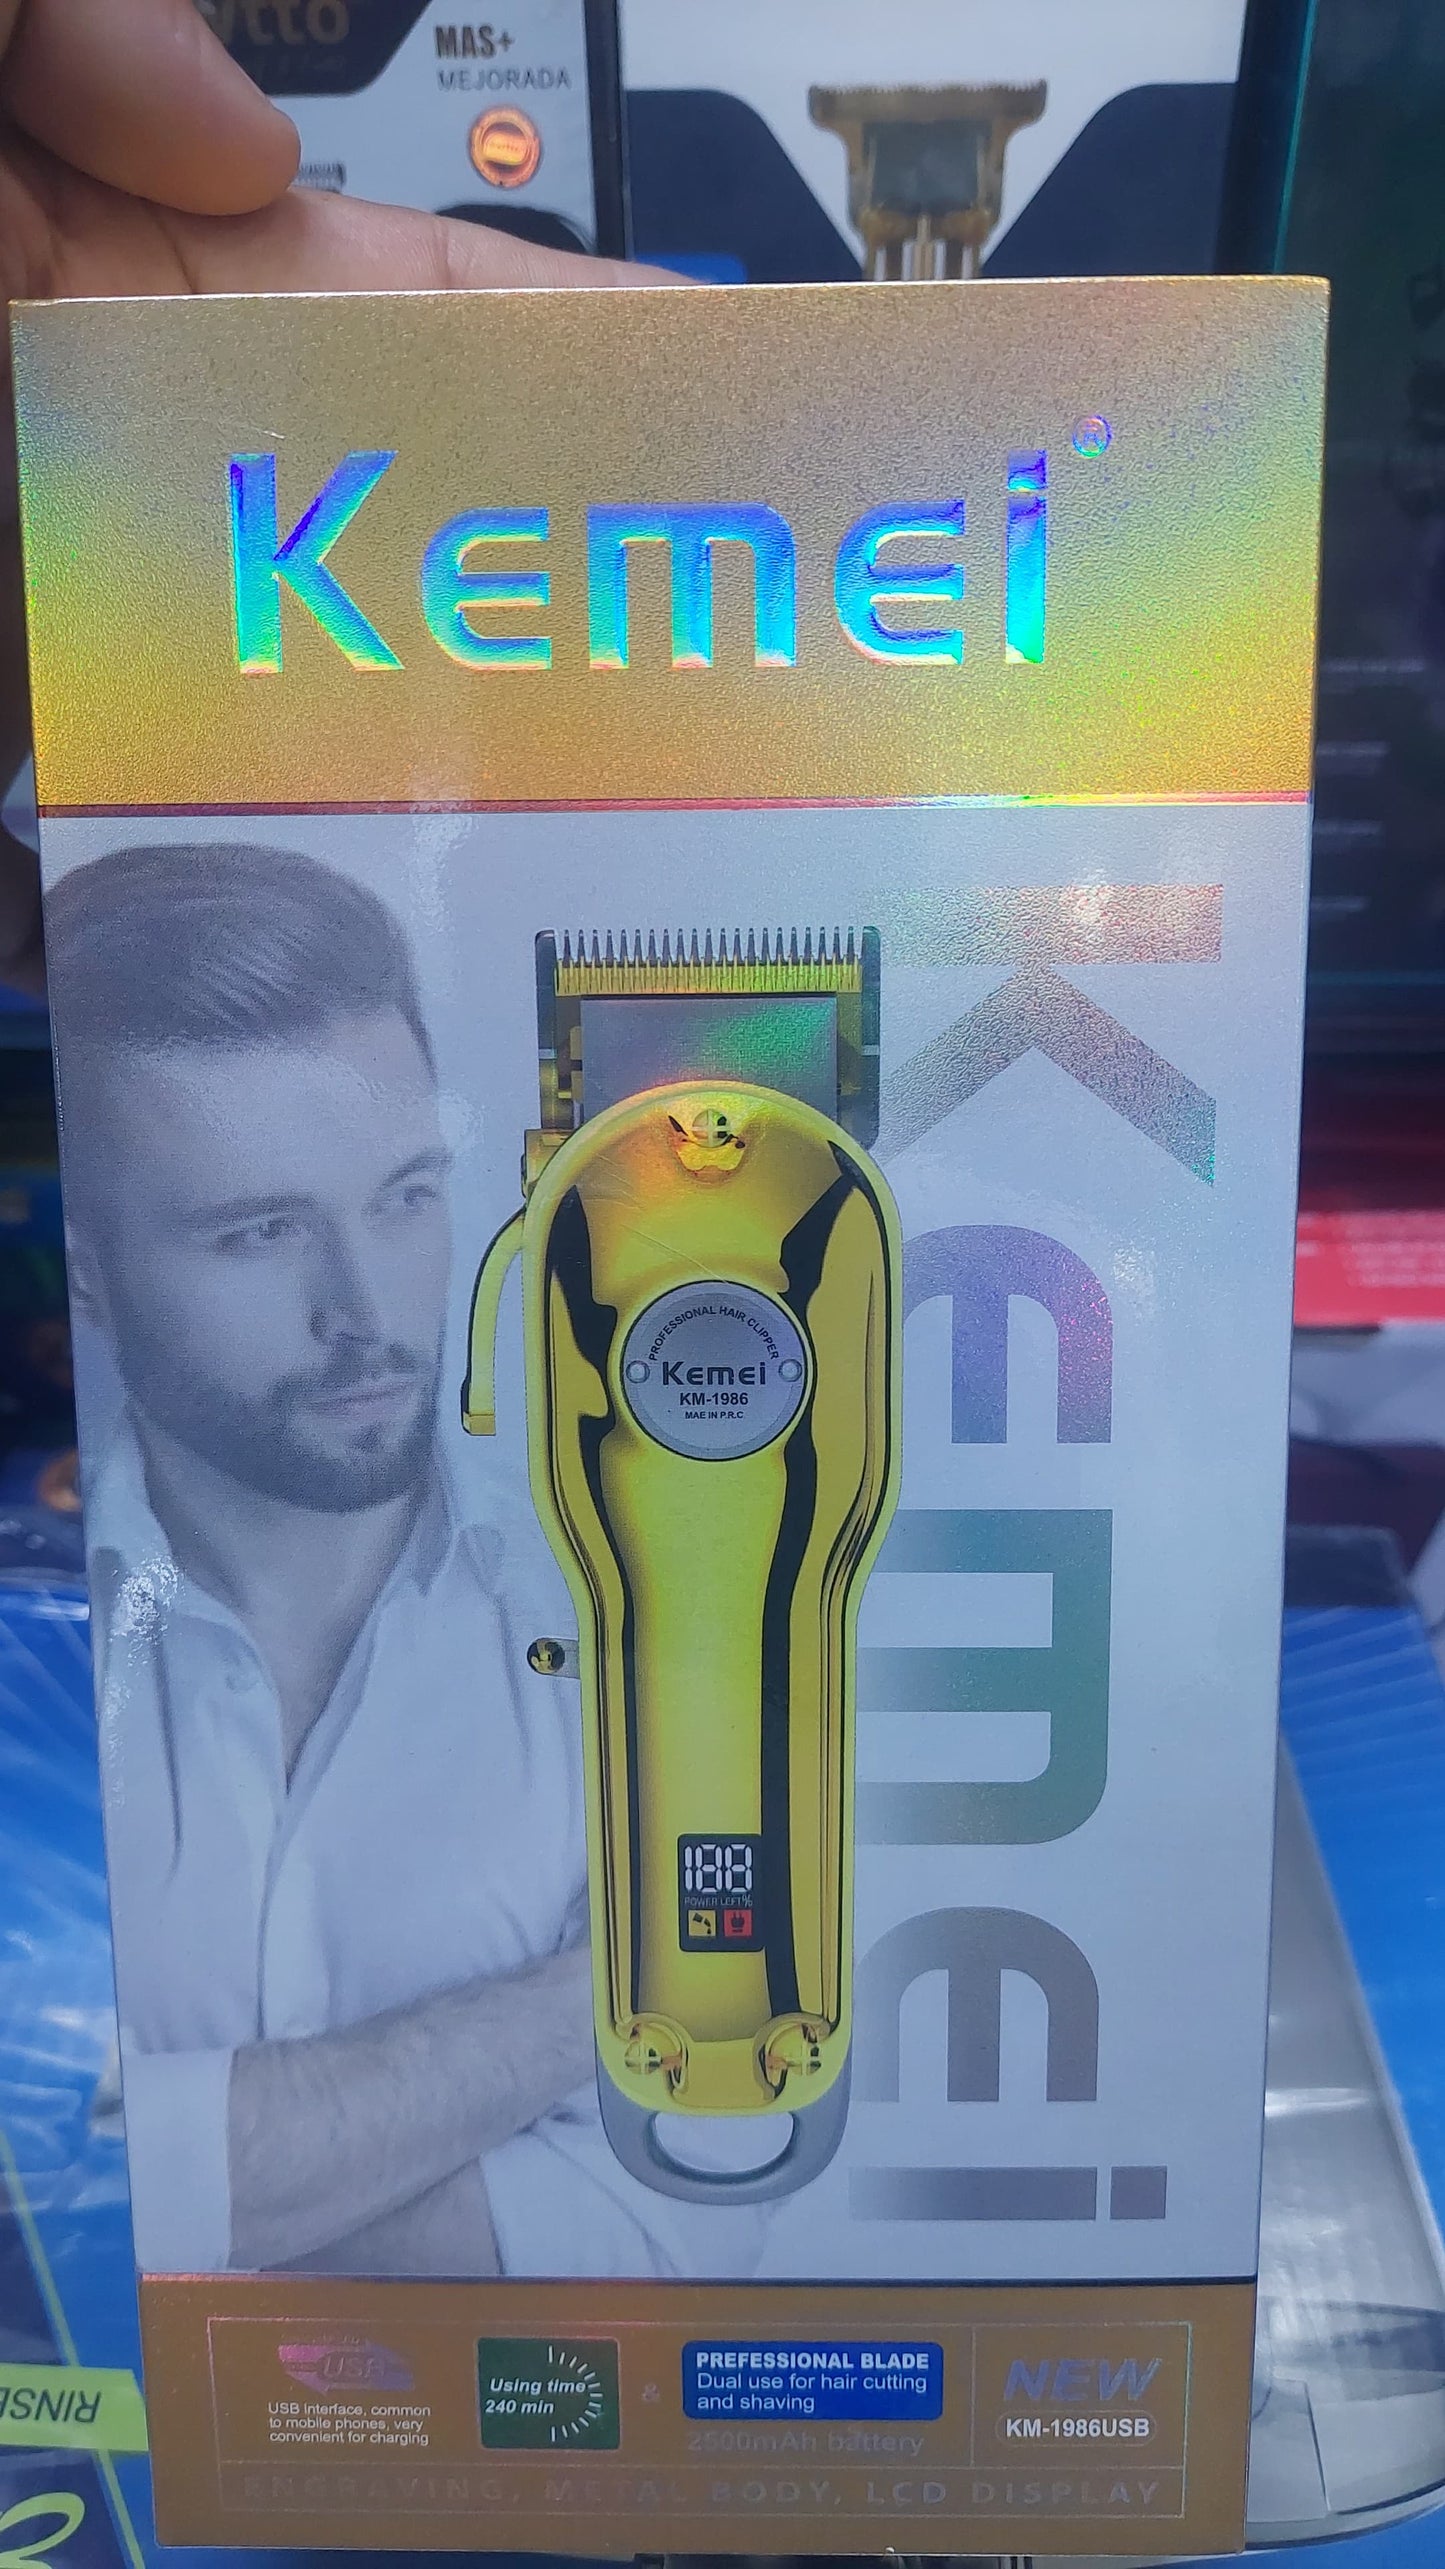 MAS+
MEJORADA
Kemei®
Kemei
PROFESSIONAL HAIR CLIPPER
Kemei
KM-1986
MAE IN P.R.C
188
POWER LEFT%
USB
USB interface, common
to mobile phones, very
convenient for charging
Using time
240 min
&
PREFESSIONAL BLADE
Dual use for hair cutting
and shaving
2500mAh battery
NEW
KM-1986USB
ENGRAVING, METAL BODY, LCD DISPLAY